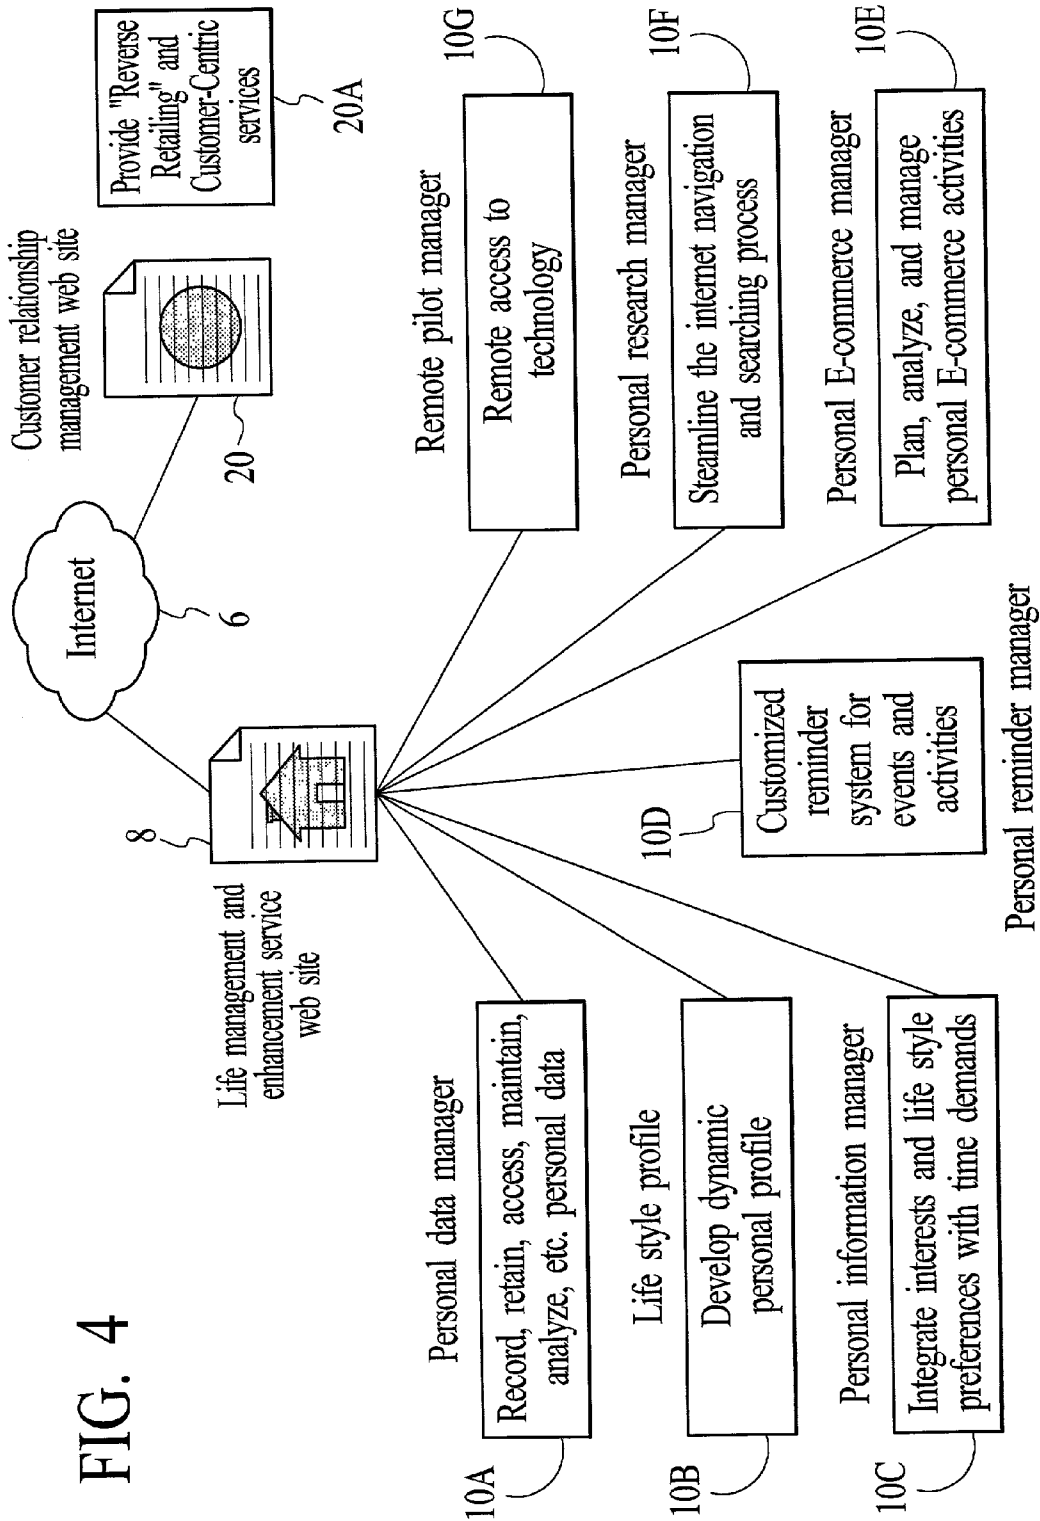 FIG. 4
Internet
6
Customer relationship
management web site
20
Provide "Reverse
Retailing" and
Customer-Centric
services
20A
8
Life management and
enhancement service
web site
Personal data manager
Record, retain, access, maintain,
analyze, etc. personal data
10A
Life style profile
Develop dynamic
personal profile
10B
Personal information manager
Integrate interests and life style
preferences with time demands
10C
10D
Customized
reminder
system for
events and
activities
Personal reminder manager
Remote pilot manager
Remote access to
technology
10G
Personal research manager
Steamline the internet navigation
and searching process
10F
Personal E-commerce manager
Plan, analyze, and manage
personal E-commerce activities
10E